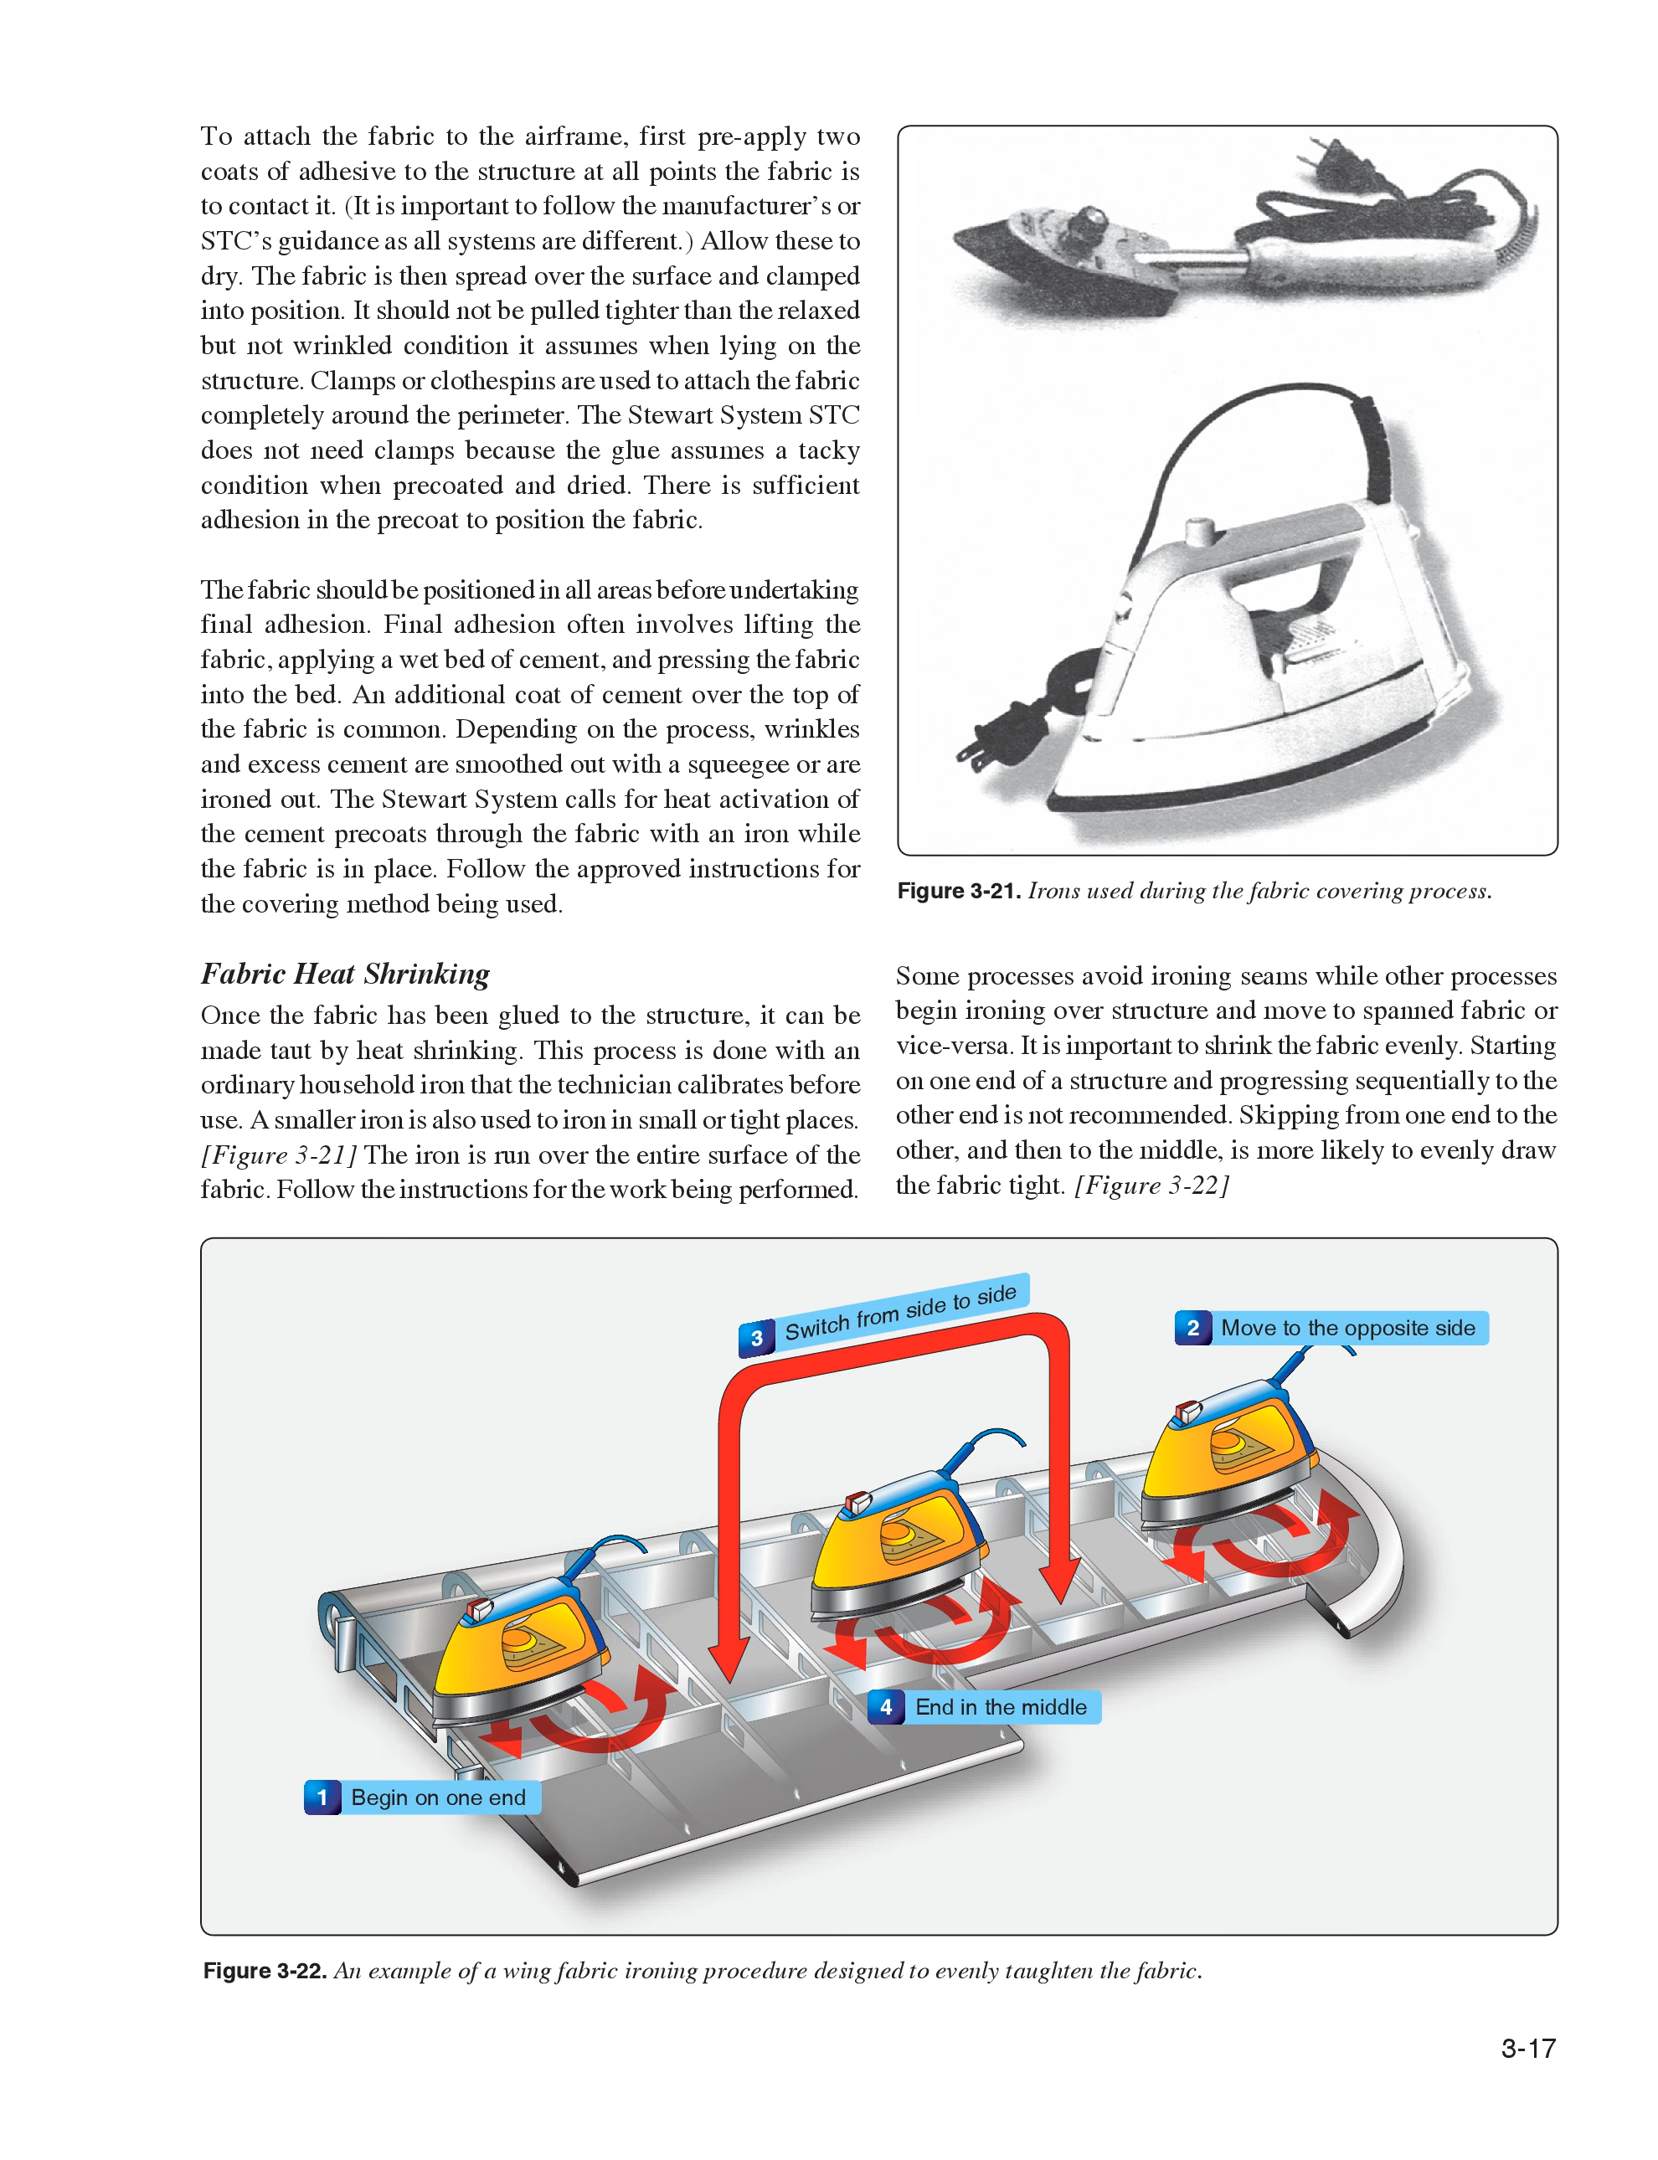 To attach the fabric to the airframe, first pre-apply two
coats of adhesive to the structure at all points the fabric is
to contact it. (It is important to follow the manufacturer’s or
STC’s guidance as all systems are different.) Allow these to
dry. The fabric is then spread over the surface and clamped
into position. It should not be pulled tighter than the relaxed
but not wrinkled condition it assumes when lying on the
structure. Clamps or clothespins are used to attach the fabric
completely around the perimeter. The Stewart System STC
does not need clamps because the glue assumes a tacky
condition when precoated and dried. There is sufficient
adhesion in the precoat to position the fabric.
The fabric should be positioned in all areas before undertaking
final adhesion. Final adhesion often involves lifting the
fabric, applying a wet bed of cement, and pressing the fabric
into the bed. An additional coat of cement over the top of
the fabric is common. Depending on the process, wrinkles
and excess cement are smoothed out with a squeegee or are
ironed out. The Stewart System calls for heat activation of
the cement precoats through the fabric with an iron while
the fabric is in place. Follow the approved instructions for
the covering method being used.
Fabric Heat Shrinking
Once the fabric has been glued to the structure, it can be
made taut by heat shrinking. This process is done with an
ordinary household iron that the technician calibrates before
use. A smaller iron is also used to iron in small or tight places.
[Figure 3-21] The iron is run over the entire surface of the
fabric. Follow the instructions for the work being performed.
Figure 3-21. Irons used during the fabric covering process.
Some processes avoid ironing seams while other processes
begin ironing over structure and move to spanned fabric or
vice-versa. It is important to shrink the fabric evenly. Starting
on one end of a structure and progressing sequentially to the
other end is not recommended. Skipping from one end to the
other, and then to the middle, is more likely to evenly draw
the fabric tight. [Figure 3-22]
3 Switch from side to side
2 Move to the opposite side
4 End in the middle
1 Begin on one end
Figure 3-22. An example of a wing fabric ironing procedure designed to evenly taughten the fabric.
3-17